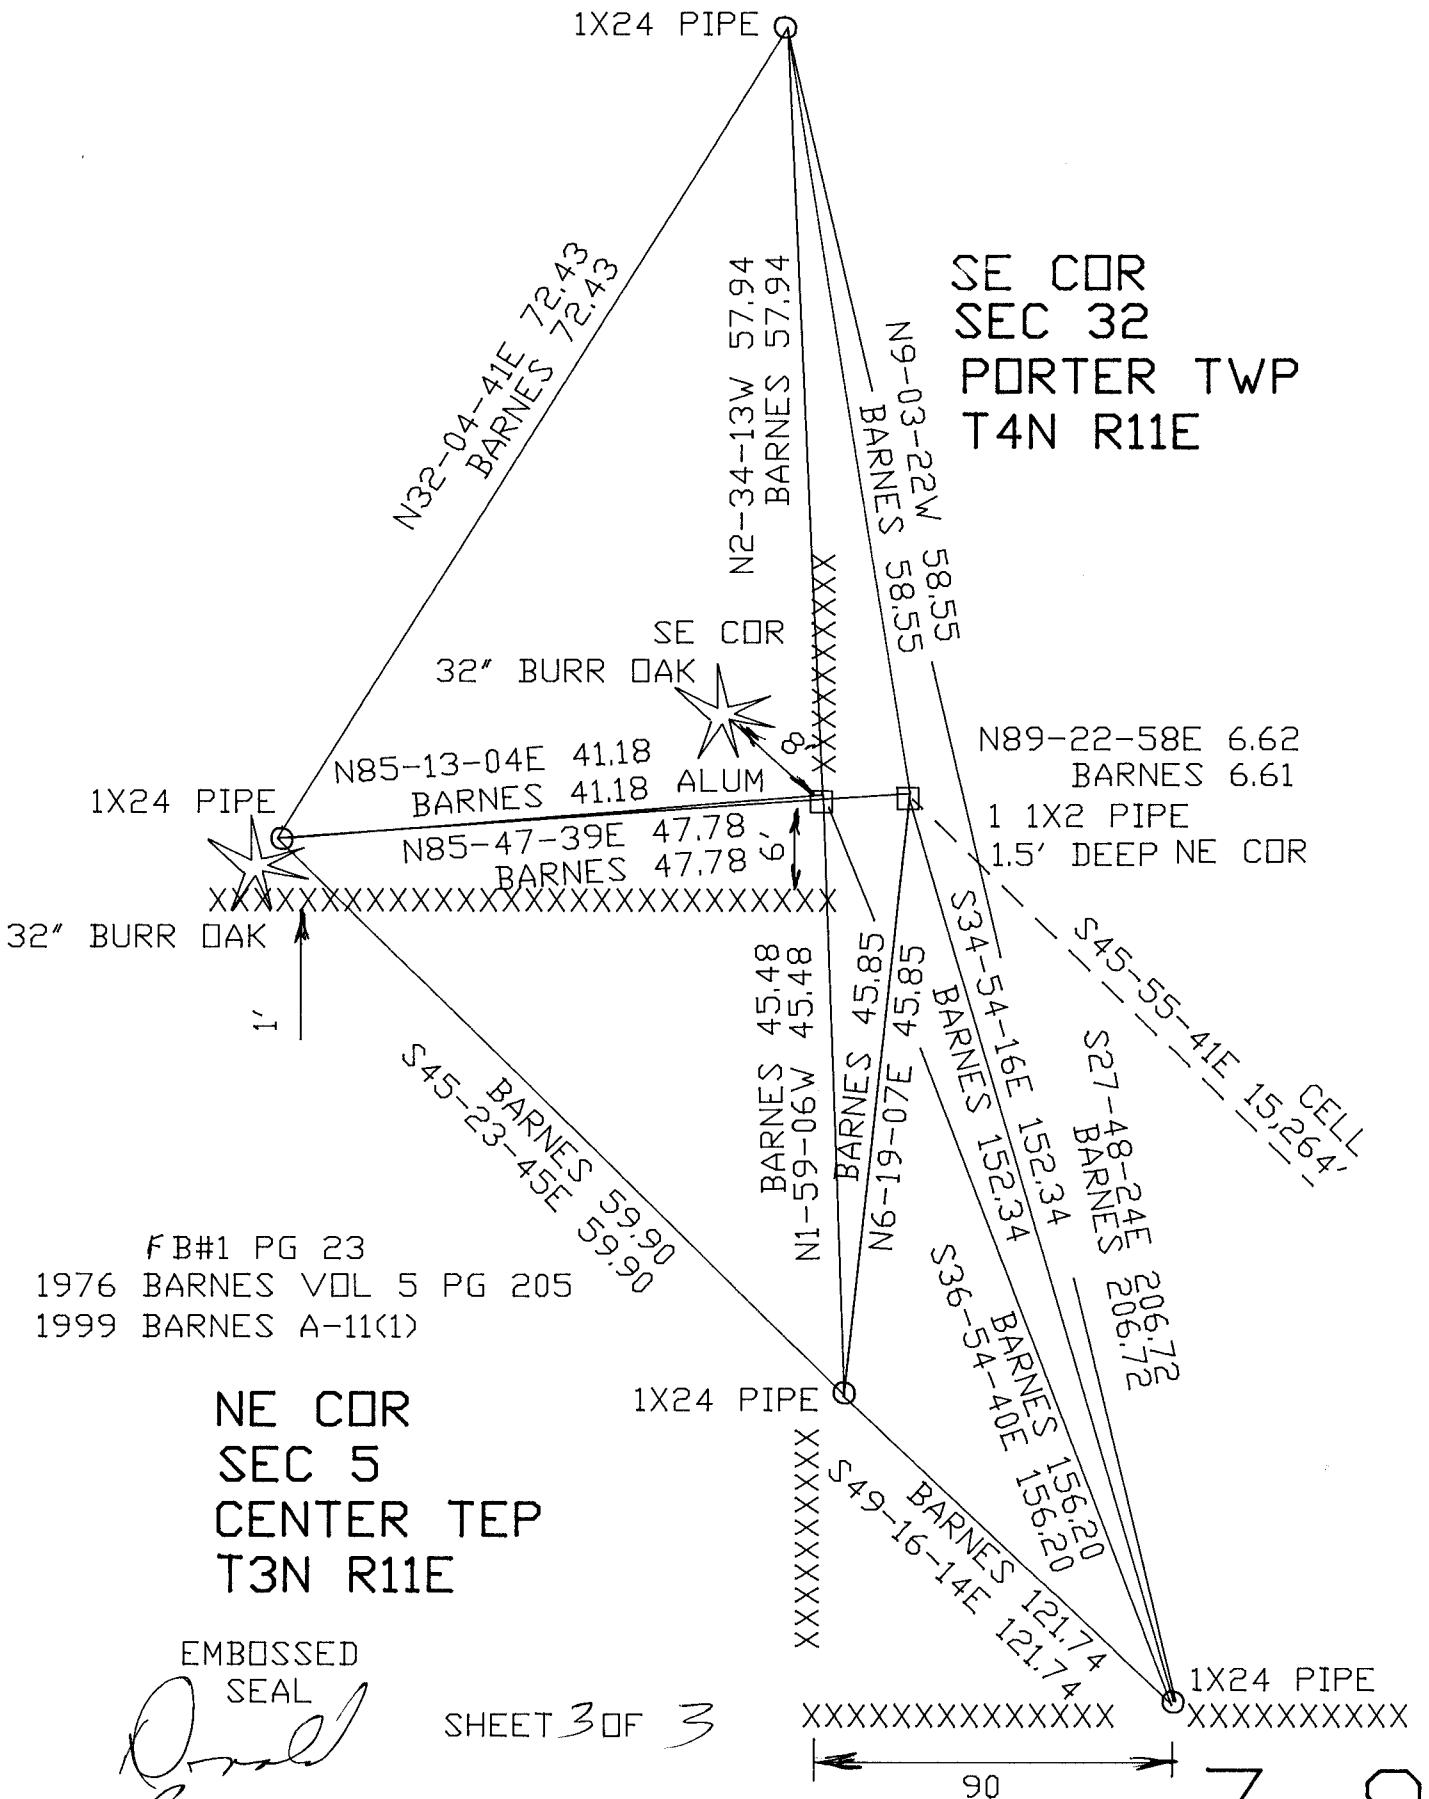 1X24 PIPE
N32-04-41E 72.43
BARNES 72.43
N2-34-13W 57.94
BARNES 57.94
N9-03-22W 58.55
BARNES 58.55
SE COR
SEC 32
PORTER TWP
T4N R11E
SE COR
32" BURR OAK
8'
N85-13-04E 41.18
BARNES 41.18 ALUM
1X24 PIPE
N85-47-39E 47.78
BARNES 47.78
6'
N89-22-58E 6.62
BARNES 6.61
1 1X2 PIPE
1.5' DEEP NE COR
XXXXXXXXXX
XXXXXXXXXXXXXXXXXXXXXXXXXXXX
32" BURR OAK
1'
BARNES 59.90
S45-23-45E 59.90
BARNES 45.48
N1-59-06W 45.48
BARNES 45.85
N6-19-07E 45.85
S34-54-16E 152.34
BARNES 152.34
S45-55-41E 15,264'
CELL
S27-48-24E 206.72
BARNES 206.72
BARNES 156.20
S36-54-40E 156.20
FB#1 PG 23
1976 BARNES VOL 5 PG 205
1999 BARNES A-11(1)
NE COR
SEC 5
CENTER TEP
T3N R11E
1X24 PIPE
XXXXXXXXXX
BARNES 121.74
S49-16-14E 121.74
EMBOSSED
SEAL
Donald
SHEET 3 OF 3
1X24 PIPE
XXXXXXXXXXXXXX XXXXXXXXXX
90